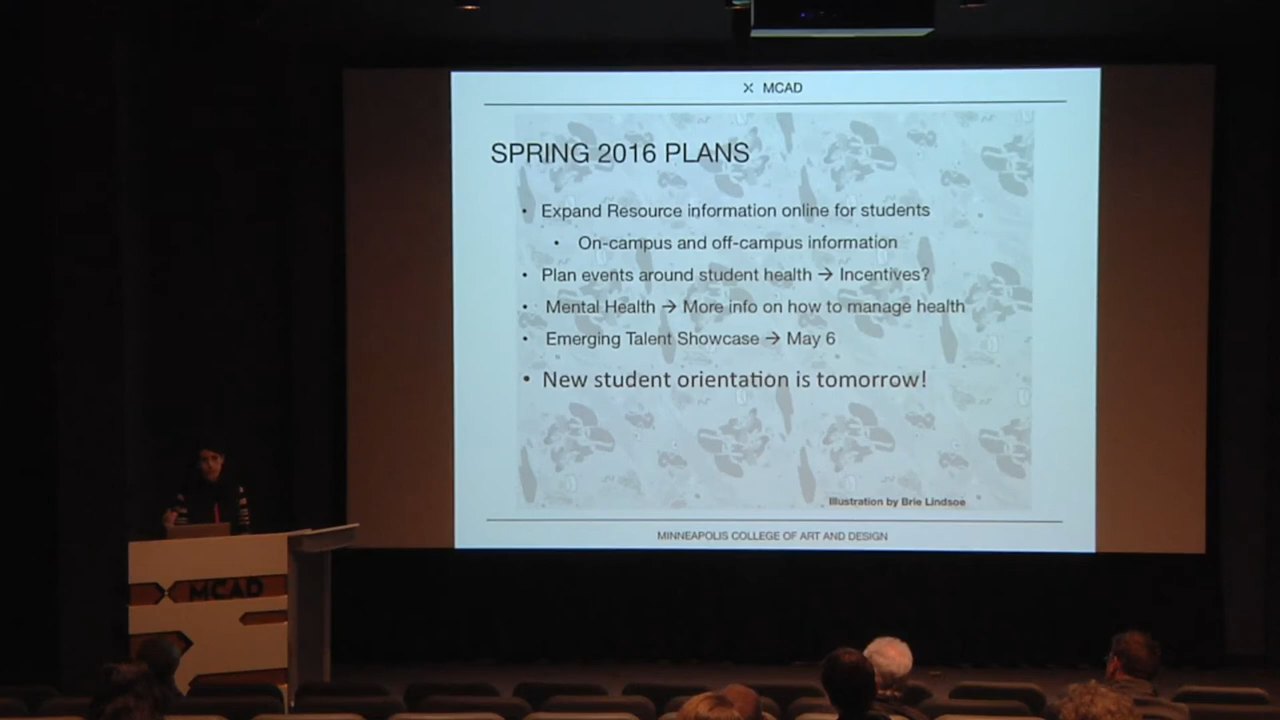 MCAD
SPRING 2016 PLANS
• Expand Resource information online for students
• On-campus and off-campus information
• Plan events around student health → Incentives?
• Mental Health → More info on how to manage health
• Emerging Talent Showcase → May 6
• New student orientation is tomorrow!
Illustration by Brie Lindsoe
MINNEAPOLIS COLLEGE OF ART AND DESIGN
MCAD